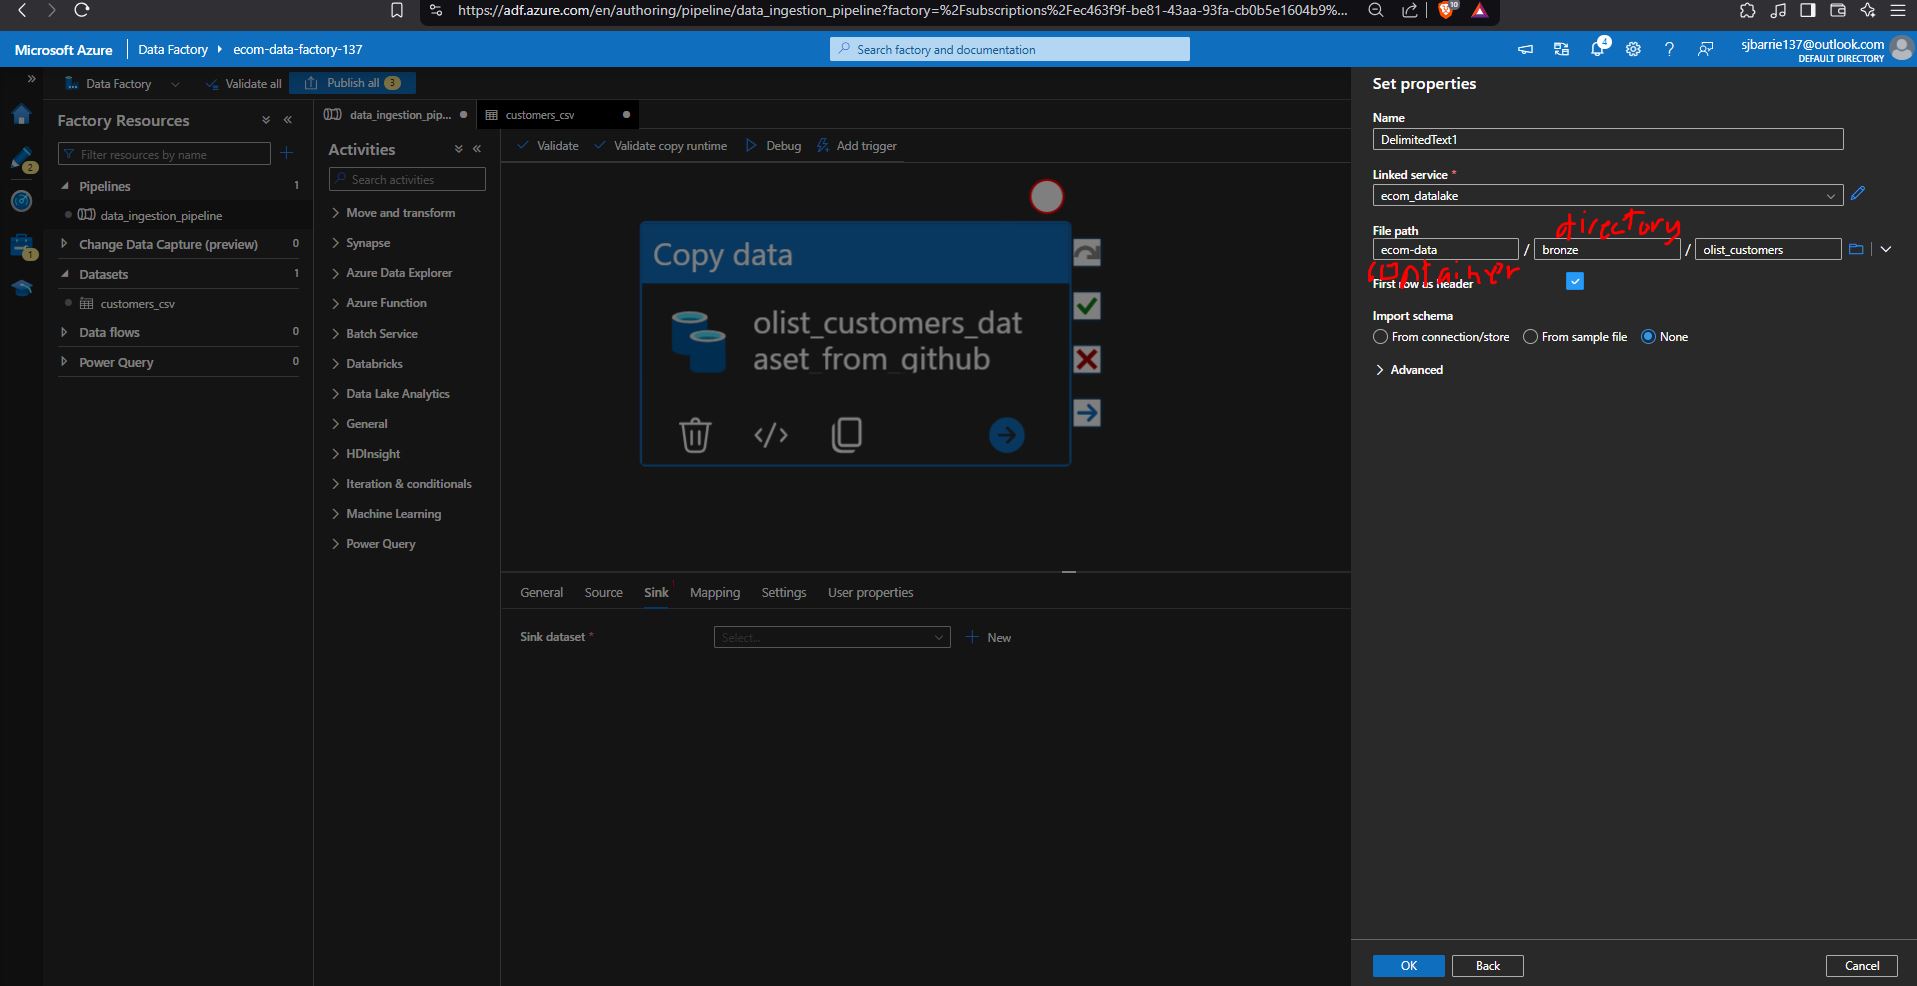 https://adf.azure.com/en/authoring/pipeline/data_ingestion_pipeline?factory=%2Fsubscriptions%2Fec463f9f-be81-43aa-93fa-cb0b5e1604b9%...
10
Microsoft Azure
Data Factory
ecom-data-factory-137
Search factory and documentation
4
sjbarrie137@outlook.com
DEFAULT DIRECTORY
Data Factory
Validate all
Publish all
3
Factory Resources
Filter resources by name
Pipelines
1
data_ingestion_pipeline
Change Data Capture (preview)
0
Datasets
1
customers_csv
Data flows
0
Power Query
0
2
1
data_ingestion_pip...
customers_csv
Activities
Search activities
Move and transform
Synapse
Azure Data Explorer
Azure Function
Batch Service
Databricks
Data Lake Analytics
General
HDInsight
Iteration & conditionals
Machine Learning
Power Query
Validate
Validate copy runtime
Debug
Add trigger
Copy data
olist_customers_dat
aset_from_github
General
Source
Sink
1
Mapping
Settings
User properties
Sink dataset *
Select...
New
Set properties
Name
DelimitedText1
Linked service *
ecom_datalake
File path
directory
ecom-data
/
bronze
/
olist_customers
container
First row as header
Import schema
From connection/store
From sample file
None
Advanced
OK
Back
Cancel